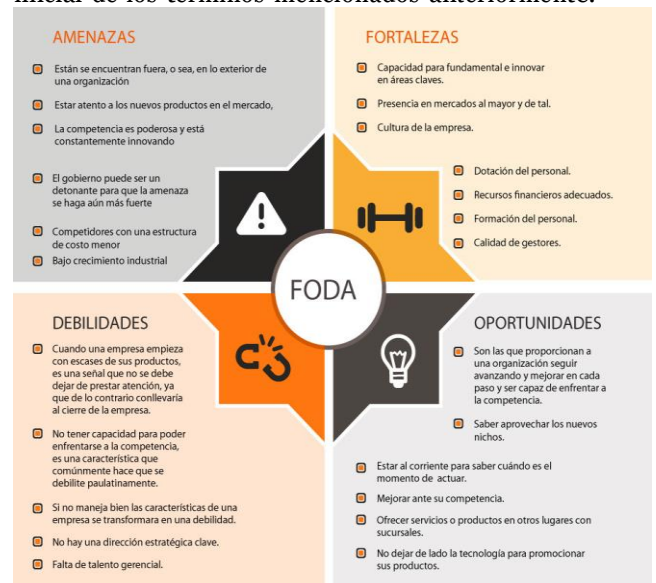 inicial de los términos mencionados anteriormente.
AMENAZAS
Están se encuentran fuera, o sea, en lo exterior de
una organización
Estar atento a los nuevos productos en el mercado,
La competencia es poderosa y está
constantemente innovando
El gobierno puede ser un
detonante para que la amenaza
se haga aún más fuerte
Competidores con una estructura
de costo menor
Bajo crecimiento industrial
FORTALEZAS
Capacidad para fundamental e innovar
en áreas claves.
Presencia en mercados al mayor y de tal.
Cultura de la empresa.
Dotación del personal.
Recursos financieros adecuados.
Formación del personal.
Calidad de gestores.
FODA
DEBILIDADES
Cuando una empresa empieza
con escases de sus productos,
es una señal que no se debe
dejar de prestar atención, ya
que de lo contrario conllevaría
al cierre de la empresa.
No tener capacidad para poder
enfrentarse a la competencia,
es una característica que
comúnmente hace que se
debilite paulatinamente.
Si no maneja bien las características de una
empresa se transformara en una debilidad.
No hay una dirección estratégica clave.
Falta de talento gerencial.
OPORTUNIDADES
Son las que proporcionan a
una organización seguir
avanzando y mejorar en cada
paso y ser capaz de enfrentar a
la competencia.
Saber aprovechar los nuevos
nichos.
Estar al corriente para saber cuándo es el
momento de actuar.
Mejorar ante su competencia.
Ofrecer servicios o productos en otros lugares con
sucursales.
No dejar de lado la tecnología para promocionar
sus productos.